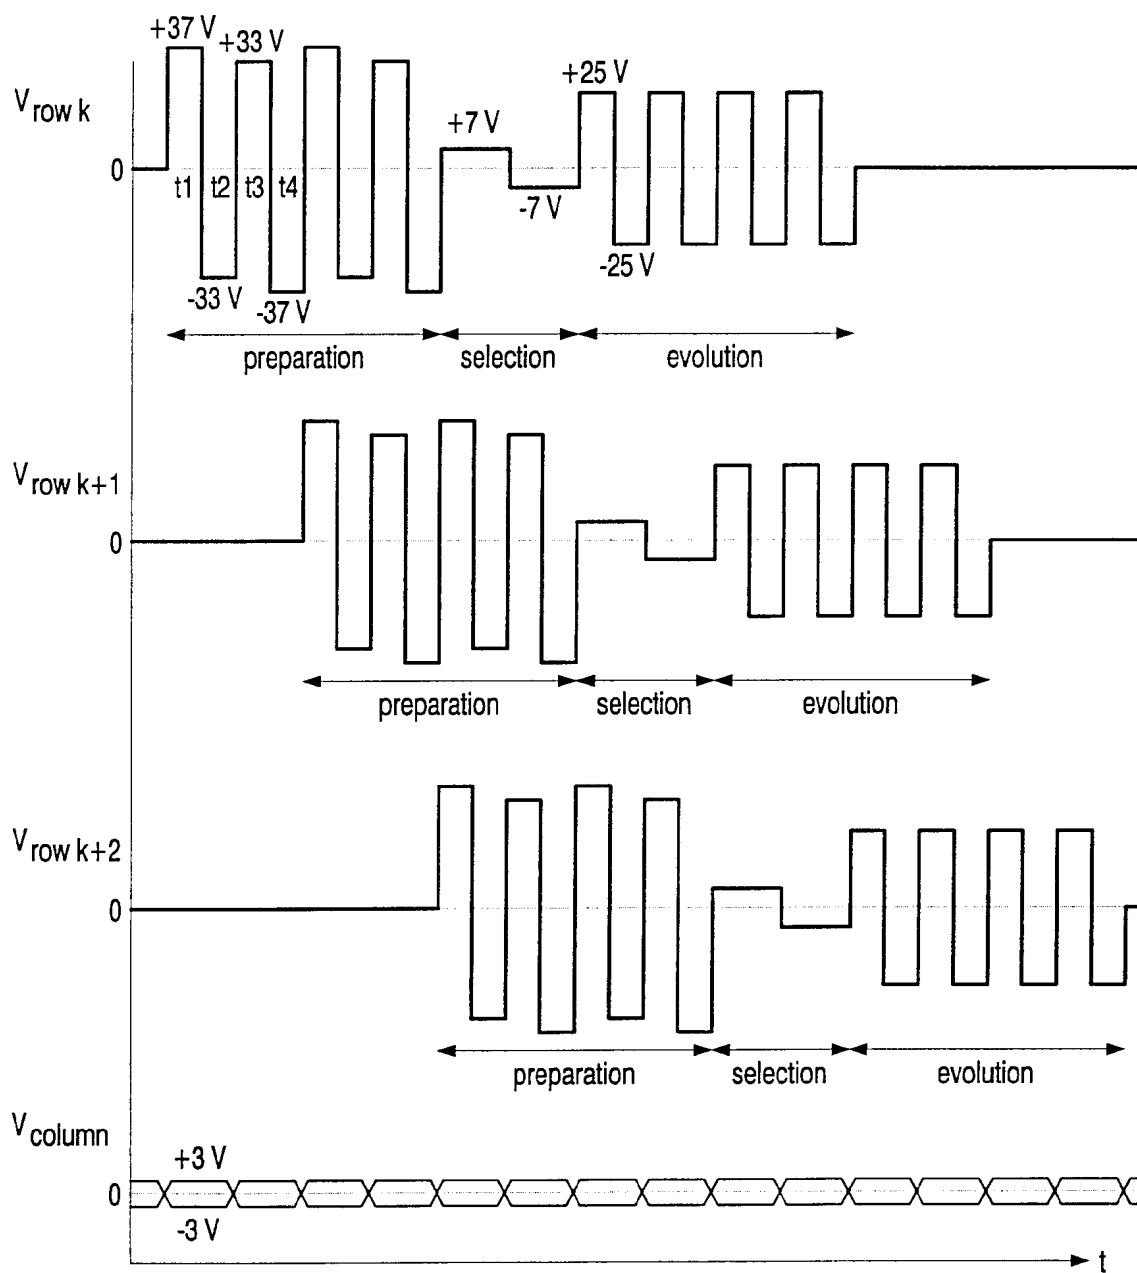 +37 V
+33 V
V row k
+25 V
+7 V
0
t1 t2 t3 t4
-7 V
-33 V
-37 V
-25 V
preparation selection evolution
V row k+1
0
preparation selection evolution
V row k+2
0
preparation selection evolution
V column
+3 V
0
-3 V
t